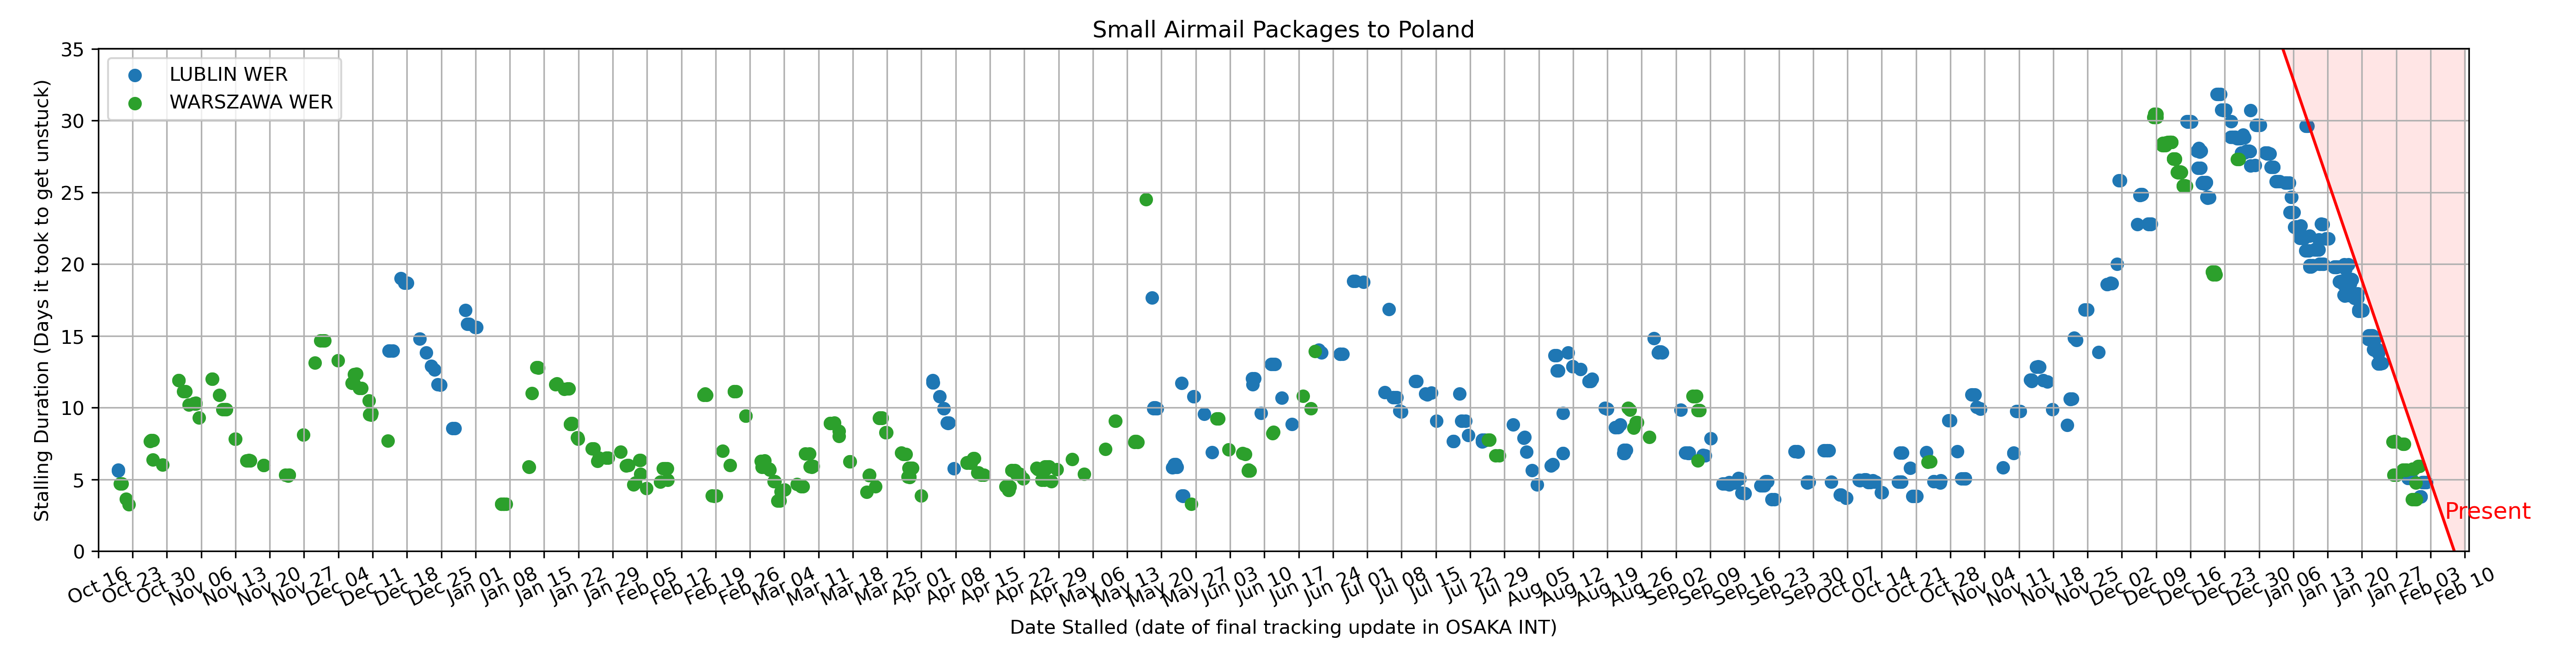 Small Airmail Packages to Poland
Stalling Duration (Days it took to get unstuck)
35
30
25
20
15
10
5
0
LUBLIN WER
WARSZAWA WER
Present
Oct 16
Oct 23
Oct 30
Nov 06
Nov 13
Nov 20
Nov 27
Dec 04
Dec 11
Dec 18
Dec 25
Jan 01
Jan 08
Jan 15
Jan 22
Jan 29
Feb 05
Feb 12
Feb 19
Feb 26
Mar 04
Mar 11
Mar 18
Mar 25
Apr 01
Apr 08
Apr 15
Apr 22
Apr 29
May 06
May 13
May 20
May 27
Jun 03
Jun 10
Jun 17
Jun 24
Jul 01
Jul 08
Jul 15
Jul 22
Jul 29
Aug 05
Aug 12
Aug 19
Aug 26
Sep 02
Sep 09
Sep 16
Sep 23
Sep 30
Oct 07
Oct 14
Oct 21
Oct 28
Nov 04
Nov 11
Nov 18
Nov 25
Dec 02
Dec 09
Dec 16
Dec 23
Dec 30
Jan 06
Jan 13
Jan 20
Jan 27
Feb 03
Feb 10
Date Stalled (date of final tracking update in OSAKA INT)